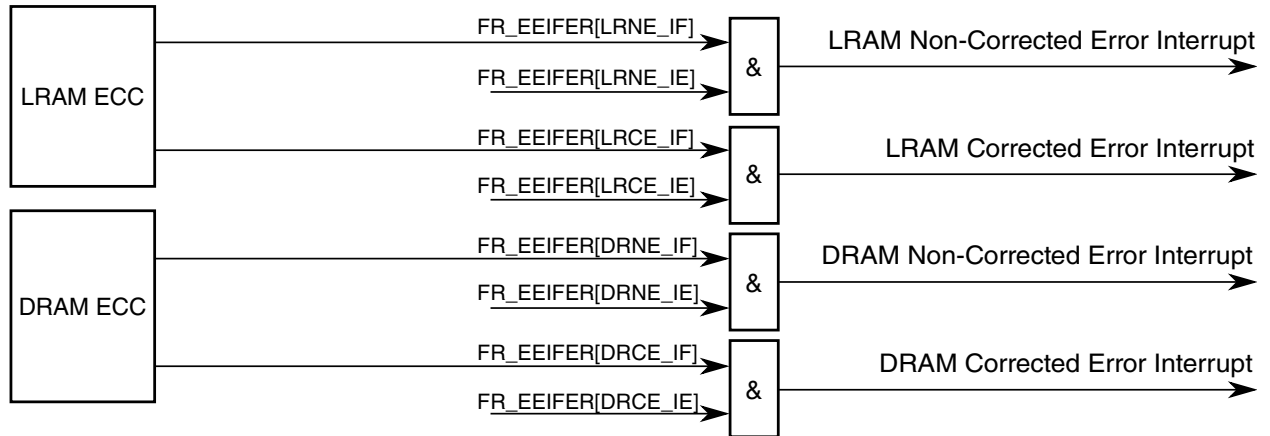 FR_EEIFER[LRNE_IF]
LRAM Non-Corrected Error Interrupt
&
FR_EEIFER[LRNE_IE]
LRAM ECC
FR_EEIFER[LRCE_IF]
LRAM Corrected Error Interrupt
&
FR_EEIFER[LRCE_IE]
FR_EEIFER[DRNE_IF]
DRAM Non-Corrected Error Interrupt
&
FR_EEIFER[DRNE_IE]
DRAM ECC
FR_EEIFER[DRCE_IF]
DRAM Corrected Error Interrupt
&
FR_EEIFER[DRCE_IE]